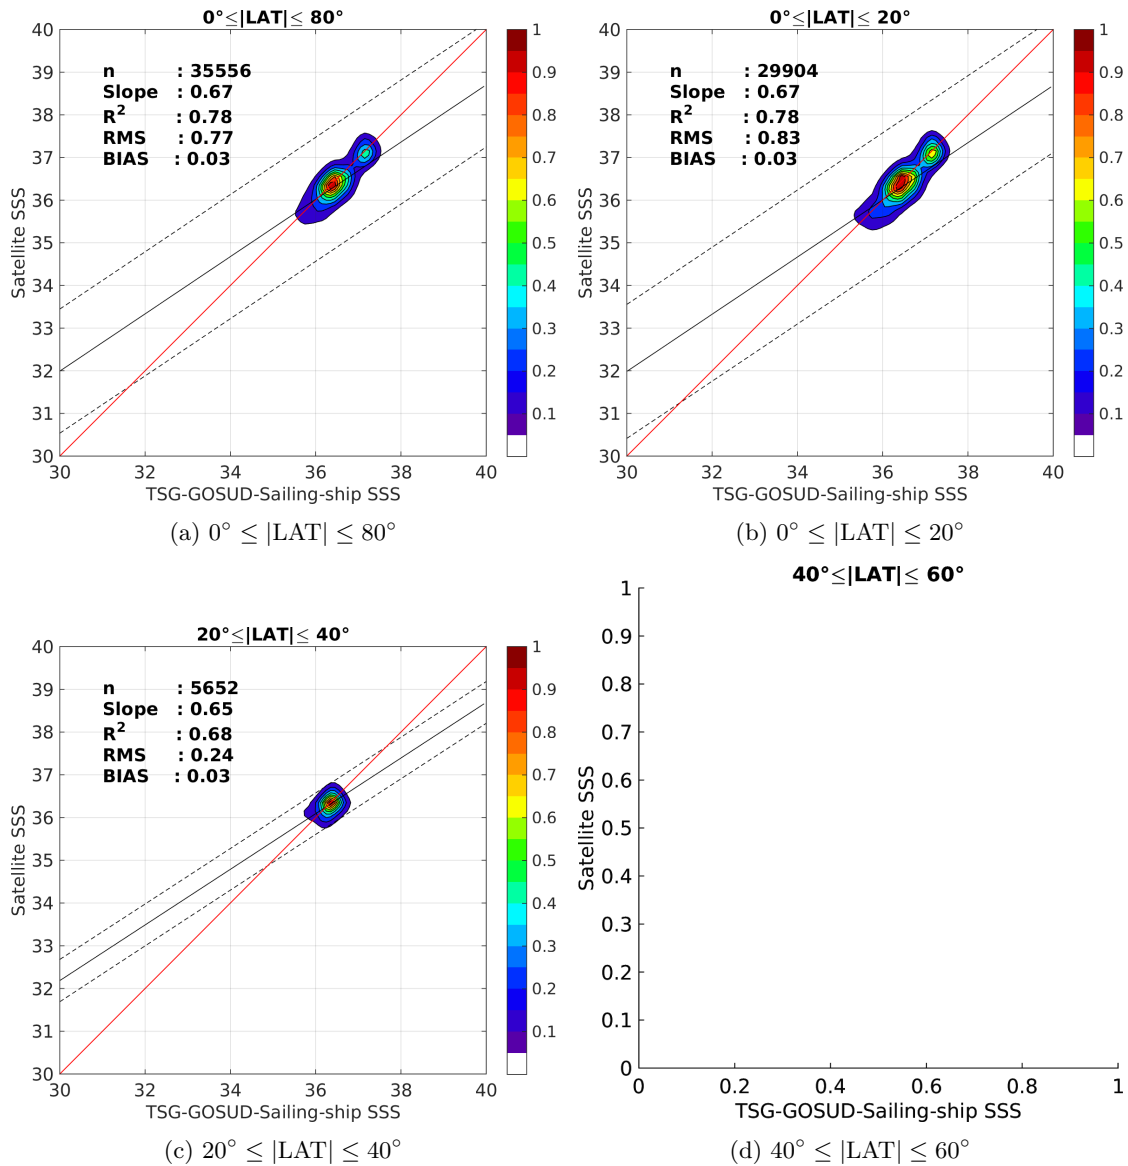 0°≤|LAT|≤ 80°
40
39
38
37
36
35
34
33
32
31
30
n : 35556
Slope : 0.67
R² : 0.78
RMS : 0.77
BIAS : 0.03
Satellite SSS
30 32 34 36 38 40
TSG-GOSUD-Sailing-ship SSS
1
0.9
0.8
0.7
0.6
0.5
0.4
0.3
0.2
0.1
(a) 0° ≤ |LAT| ≤ 80°
0°≤|LAT|≤ 20°
40
39
38
37
36
35
34
33
32
31
30
n : 29904
Slope : 0.67
R² : 0.78
RMS : 0.83
BIAS : 0.03
Satellite SSS
30 32 34 36 38 40
TSG-GOSUD-Sailing-ship SSS
1
0.9
0.8
0.7
0.6
0.5
0.4
0.3
0.2
0.1
(b) 0° ≤ |LAT| ≤ 20°
20°≤|LAT|≤ 40°
40
39
38
37
36
35
34
33
32
31
30
n : 5652
Slope : 0.65
R² : 0.68
RMS : 0.24
BIAS : 0.03
Satellite SSS
30 32 34 36 38 40
TSG-GOSUD-Sailing-ship SSS
1
0.9
0.8
0.7
0.6
0.5
0.4
0.3
0.2
0.1
(c) 20° ≤ |LAT| ≤ 40°
40°≤|LAT|≤ 60°
1
0.9
0.8
0.7
0.6
0.5
0.4
0.3
0.2
0.1
0
Satellite SSS
0 0.2 0.4 0.6 0.8 1
TSG-GOSUD-Sailing-ship SSS
(d) 40° ≤ |LAT| ≤ 60°